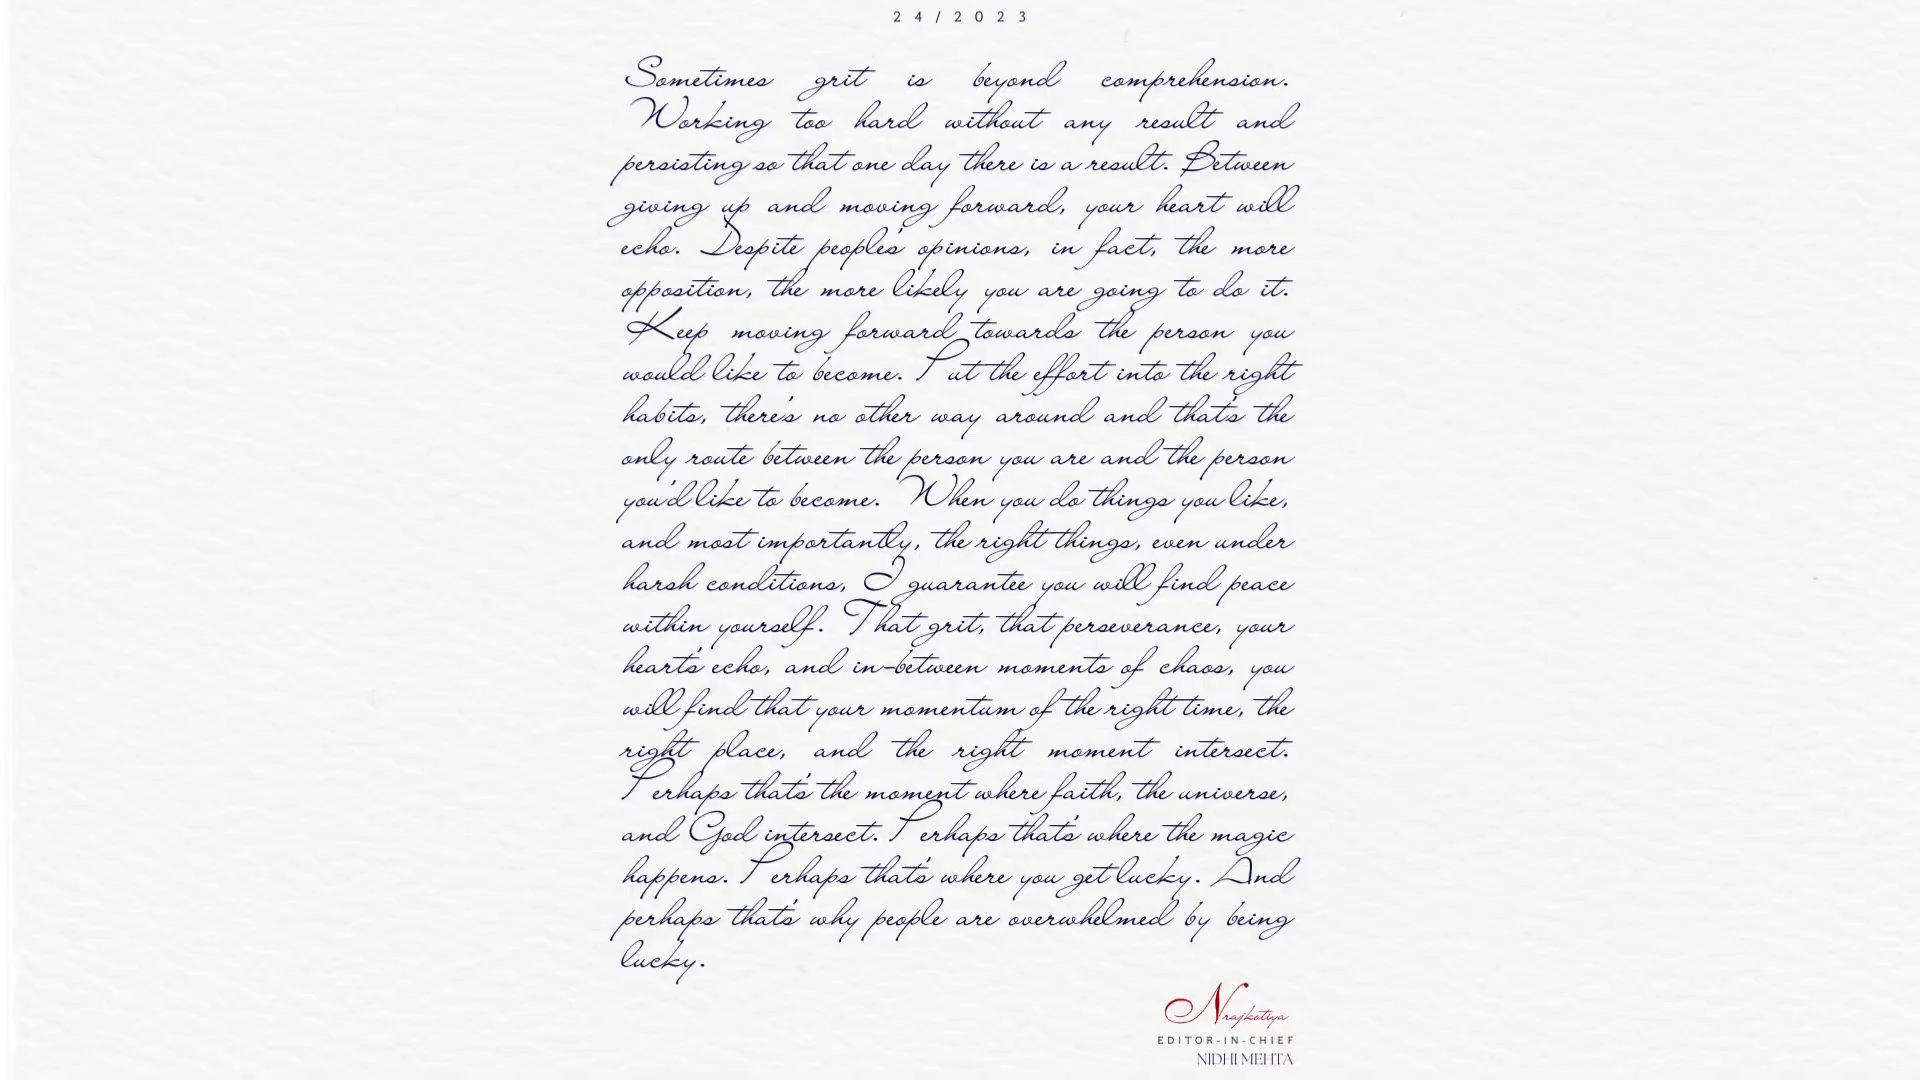 24/2023
Sometimes grit is beyond comprehension.
Working too hard without any result and
persisting so that one day there is a result. Between
giving up and moving forward, your heart will
echo. Despite people's opinions, in fact, the more
opposition, the more likely you are going to do it.
Keep moving forward towards the person you
would like to become. Put the effort into the right
habits, there's no other way around and that's the
only route between the person you are and the person
you'd like to become. When you do things you like,
and most importantly, the right things, even under
harsh conditions, I guarantee you will find peace
within yourself. That grit, that perseverance, your
heart's echo, and in-between moments of chaos, you
will find that your momentum of the right time, the
right place, and the right moment intersect.
Perhaps that's the moment where faith, the universe,
and God intersect. Perhaps that's where the magic
happens. Perhaps that's where you get lucky. And
perhaps that's why people are overwhelmed by being
lucky.
Nrajkotiya
EDITOR-IN-CHIEF
NIDHI MEHTA